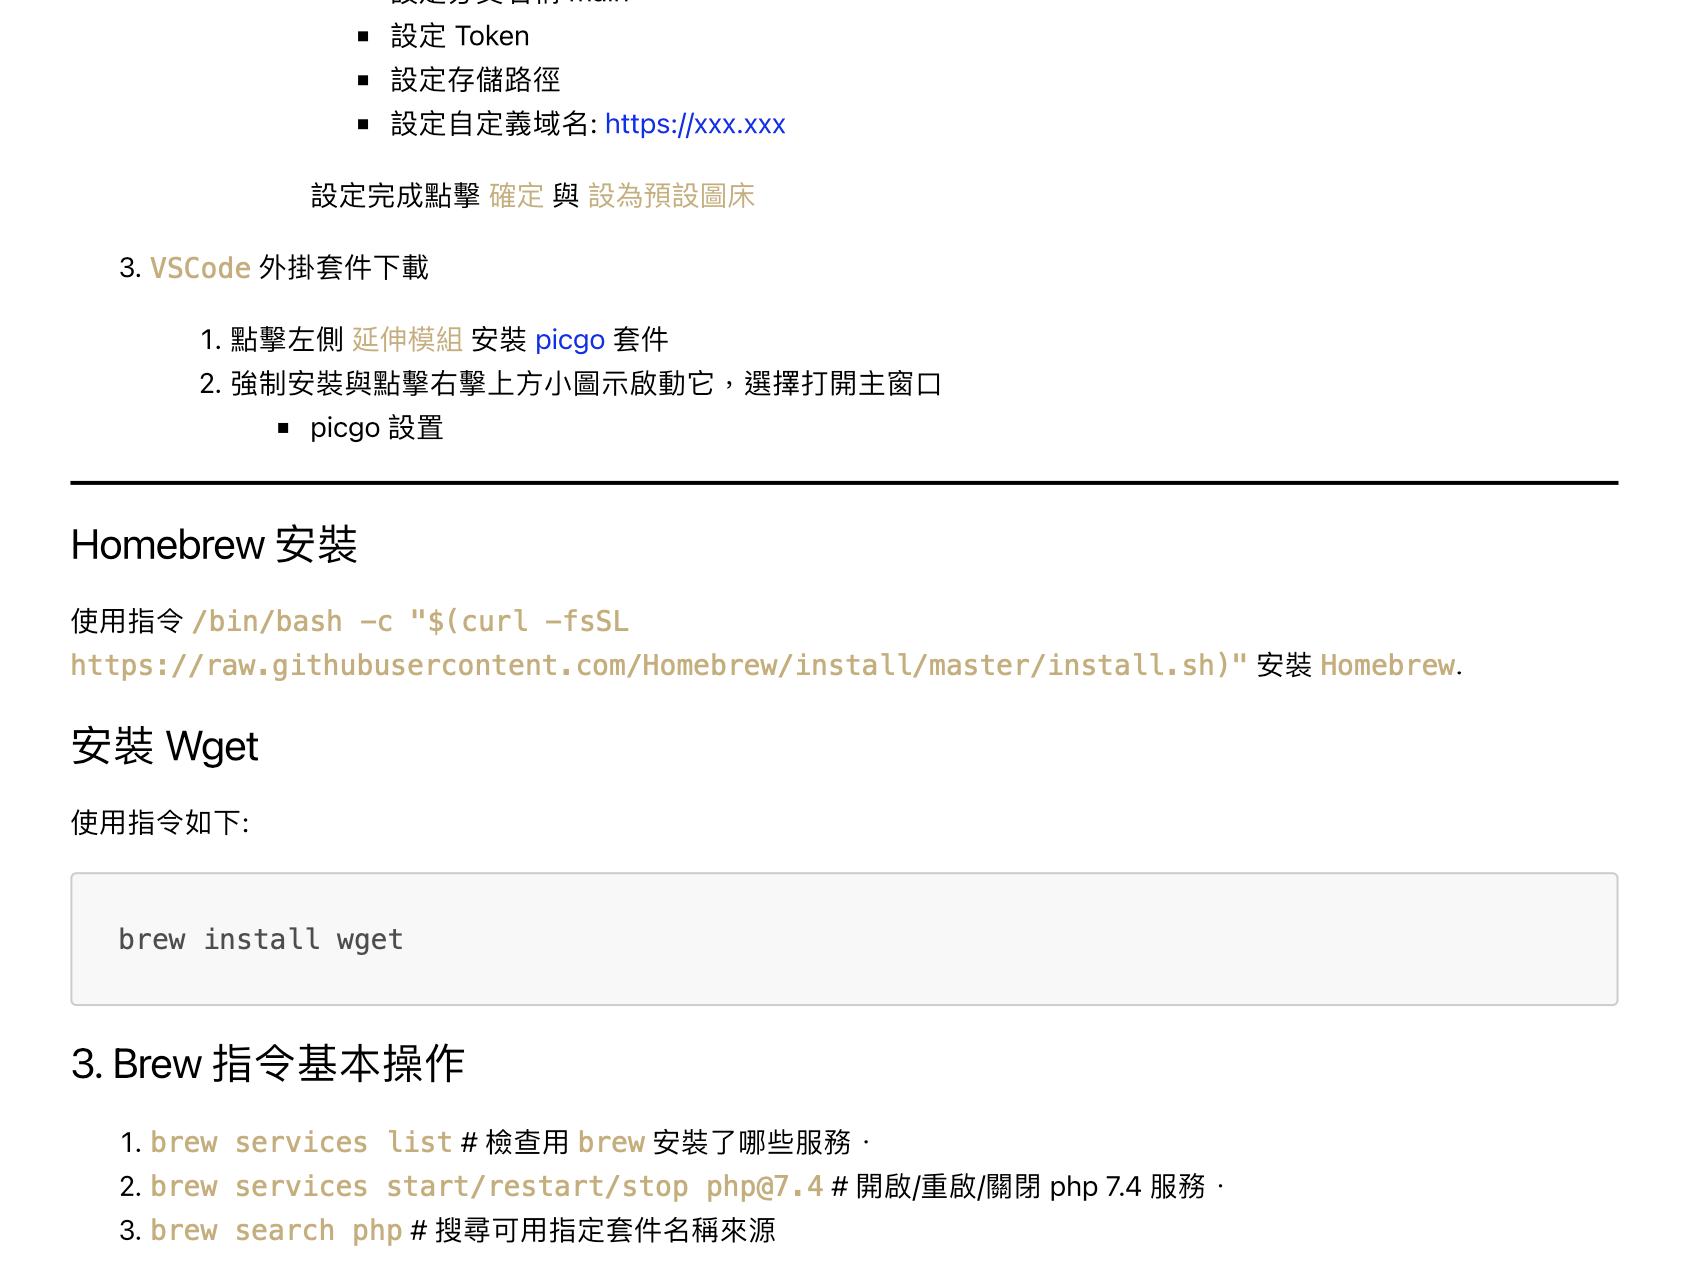 設定 Token
設定存儲路徑
設定自定義域名: https://xxx.xxx
設定完成點擊 確定 與 設為預設圖床
3. VSCode 外掛套件下載
1. 點擊左側 延伸模組 安裝 picgo 套件
2. 強制安裝與點擊右擊上方小圖示啟動它，選擇打開主窗口
picgo 設置
Homebrew 安裝
使用指令 /bin/bash -c "$(curl -fsSL
https://raw.githubusercontent.com/Homebrew/install/master/install.sh)" 安裝 Homebrew.
安裝 Wget
使用指令如下:
brew install wget
3. Brew 指令基本操作
1. brew services list # 檢查用 brew 安裝了哪些服務．
2. brew services start/restart/stop php@7.4 # 開啟/重啟/關閉 php 7.4 服務．
3. brew search php # 搜尋可用指定套件名稱來源